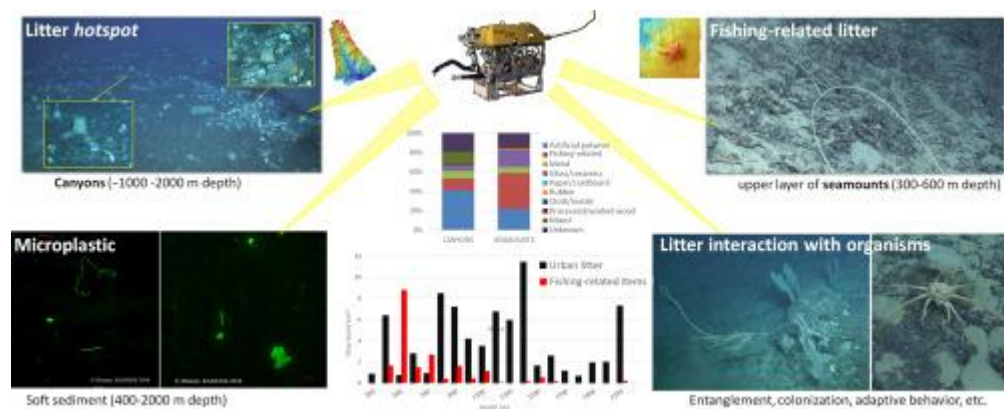 Litter hotspot
Fishing-related litter
Canyons (~1000 -2000 m depth)
upper layer of seamounts (300-600 m depth)
Artificial polymer
Fishing-related
Metal
Glass/ceramics
Paper/cardboard
Rubber
Cloth/textile
Processed/worked wood
Mixed
Unknown
CANYONS
SEAMOUNTS
Microplastic
Litter interaction with organisms
Urban litter
Fishing-related items
Soft sediment (400-2000 m depth)
Entanglement, colonization, adaptive behavior, etc.